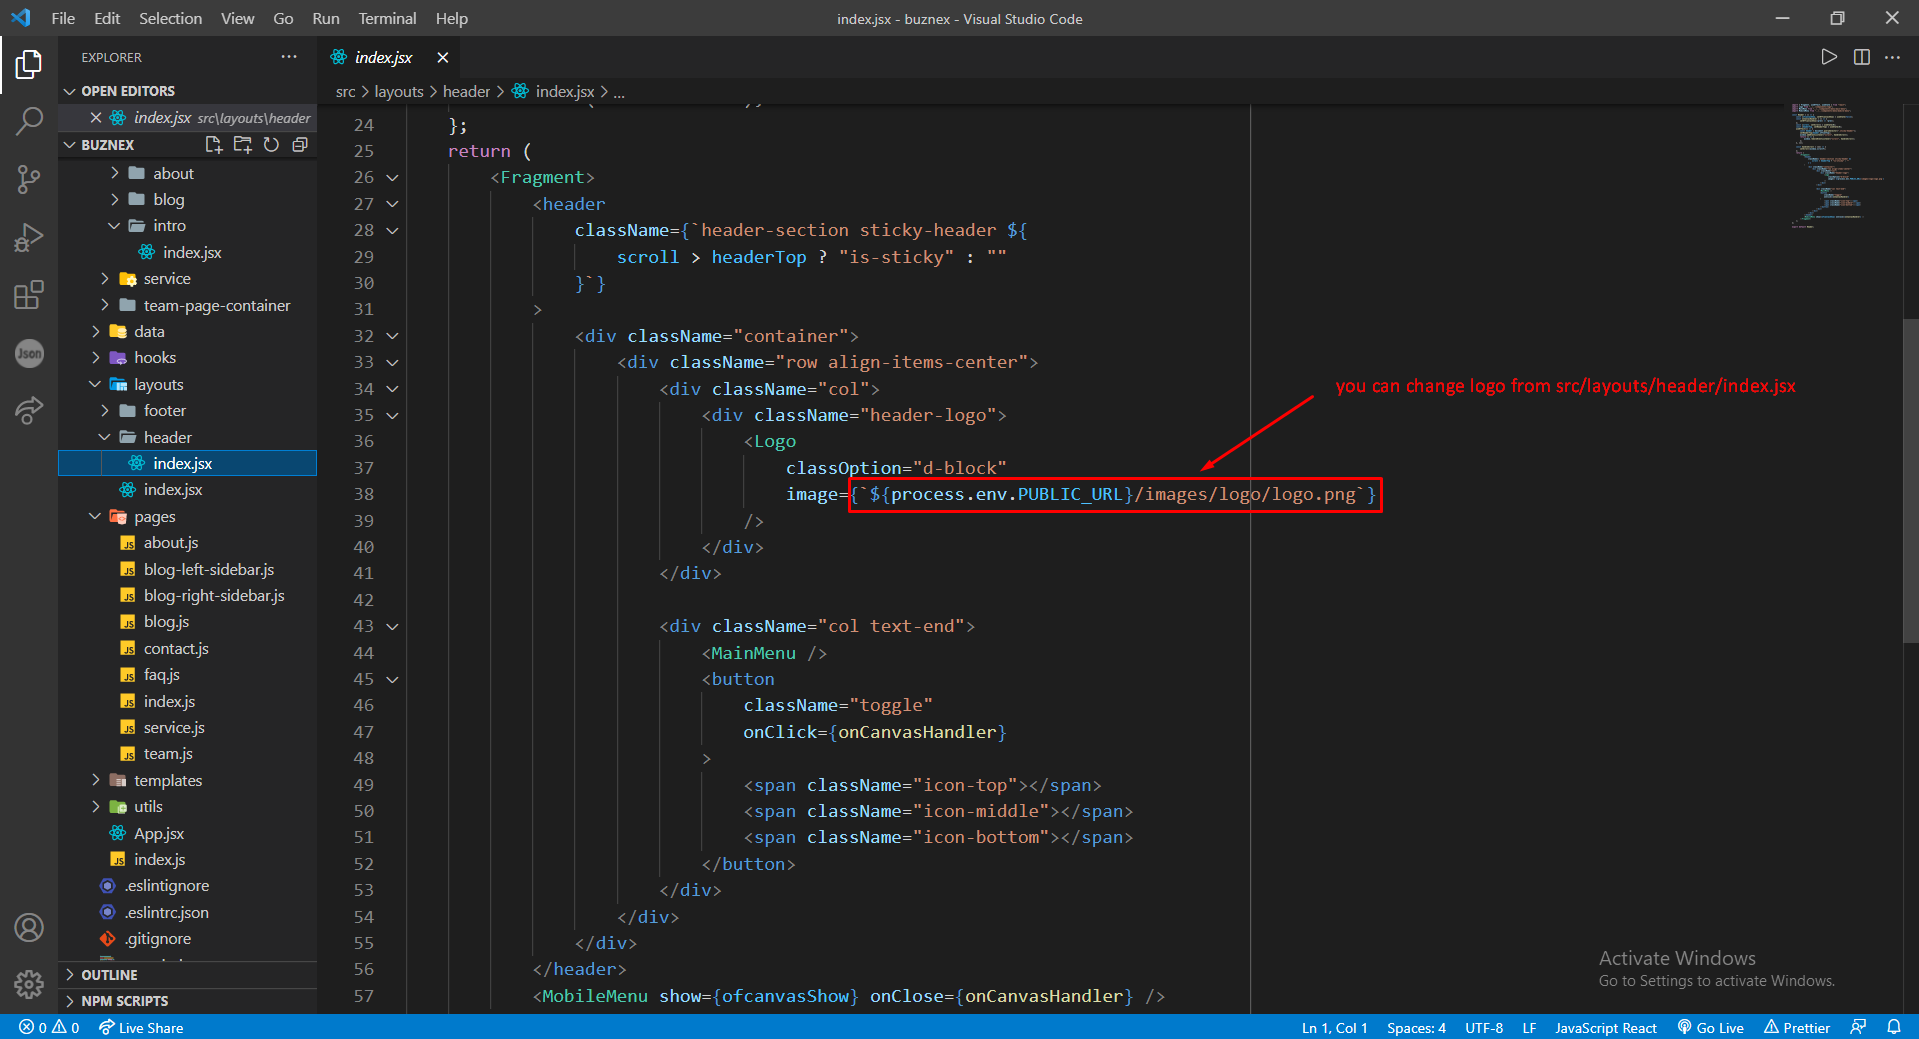 File Edit Selection View Go Run Terminal Help
index.jsx - buznex - Visual Studio Code
EXPLORER
OPEN EDITORS
index.jsx src\layouts\header
BUZNEX
about
blog
intro
index.jsx
service
team-page-container
data
hooks
layouts
footer
header
index.jsx
index.jsx
pages
about.js
blog-left-sidebar.js
blog-right-sidebar.js
blog.js
contact.js
faq.js
index.js
service.js
team.js
templates
utils
App.jsx
index.js
.eslintignore
.eslintrc.json
.gitignore
OUTLINE
NPM SCRIPTS
Json
index.jsx
src > layouts > header > index.jsx > ...
24 };
25 return (
26 <Fragment>
27 <header
28 className={`header-section sticky-header ${
29 scroll > headerTop ? "is-sticky" : ""
30 }`}
31 >
32 <div className="container">
33 <div className="row align-items-center">
34 <div className="col">
35 <div className="header-logo">
36 <Logo
37 classOption="d-block"
38 image={`${process.env.PUBLIC_URL}/images/logo/logo.png`}
39 />
40 </div>
41 </div>
42
43 <div className="col text-end">
44 <MainMenu />
45 <button
46 className="toggle"
47 onClick={onCanvasHandler}
48 >
49 <span className="icon-top"></span>
50 <span className="icon-middle"></span>
51 <span className="icon-bottom"></span>
52 </button>
53 </div>
54 </div>
55 </div>
56 </header>
57 <MobileMenu show={ofcanvasShow} onClose={onCanvasHandler} />
you can change logo from src/layouts/header/index.jsx
Activate Windows
Go to Settings to activate Windows.
0 0 Live Share
Ln 1, Col 1 Spaces: 4 UTF-8 LF JavaScript React Go Live Prettier